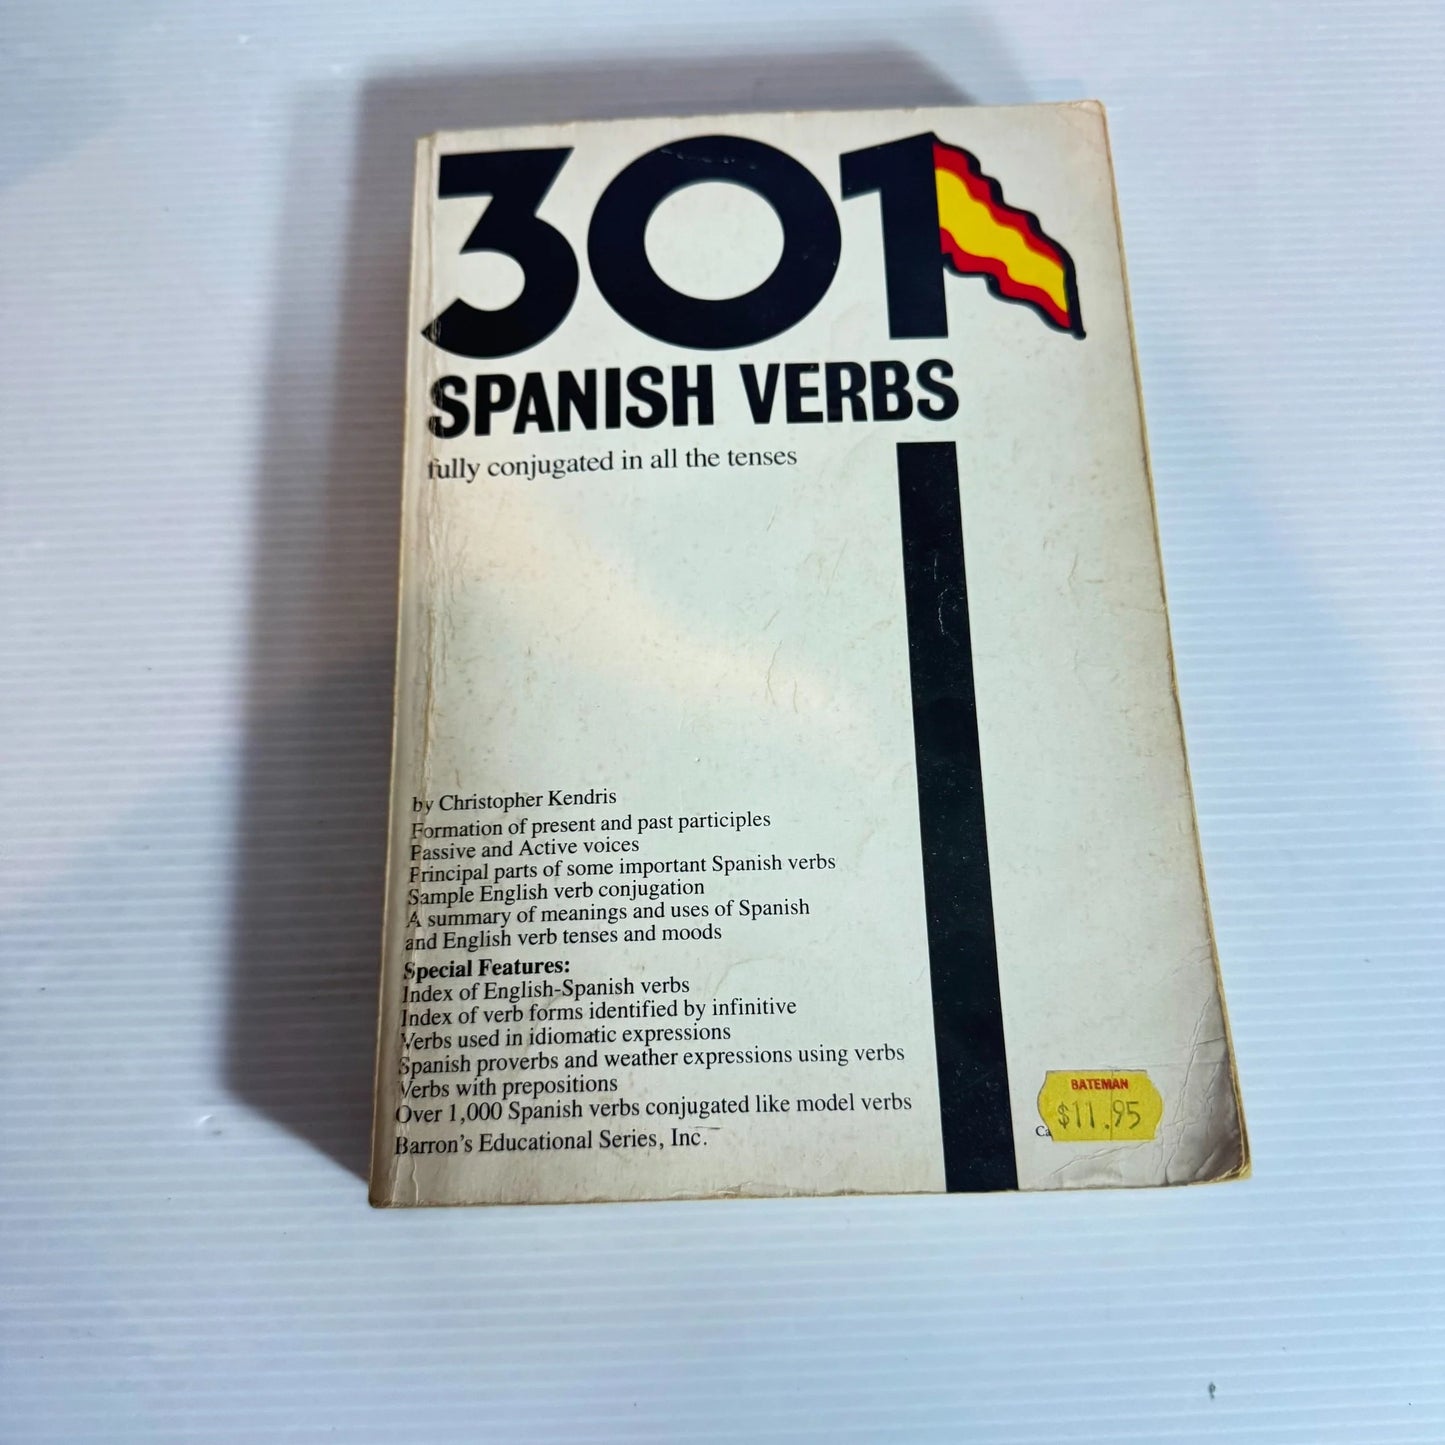 301
SPANISH VERBS
fully conjugated in all the tenses
by Christopher Kendris
Formation of present and past participles
Passive and Active voices
Principal parts of some important Spanish verbs
Sample English verb conjugation
A summary of meanings and uses of Spanish
and English verb tenses and moods
Special Features:
Index of English-Spanish verbs
Index of verb forms identified by infinitive
Verbs used in idiomatic expressions
Spanish proverbs and weather expressions using verbs
Verbs with prepositions
Over 1,000 Spanish verbs conjugated like model verbs
Barron's Educational Series, Inc.
BATEMAN
$11.95